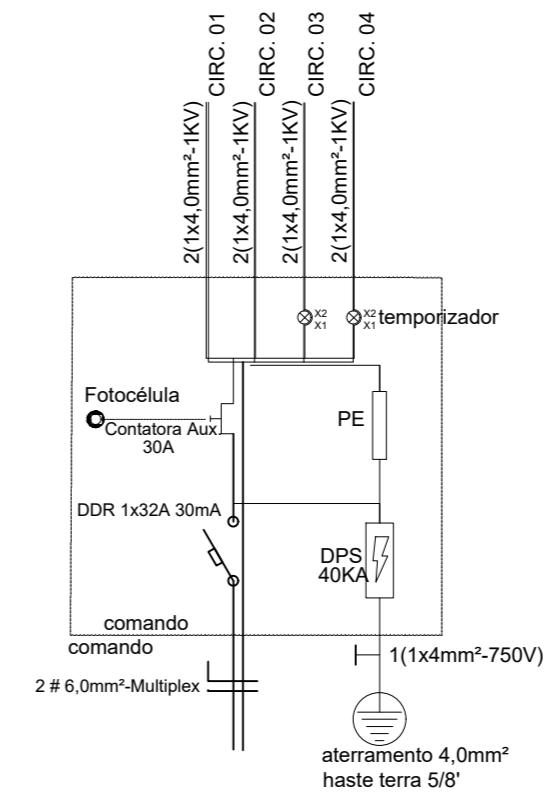 CIRC. 01
CIRC. 02
CIRC. 03
CIRC. 04
2(1x4,0mm²-1KV)
2(1x4,0mm²-1KV)
2(1x4,0mm²-1KV)
2(1x4,0mm²-1KV)
X2
X1
X2
X1
temporizador
Fotocélula
Contatora Aux.
30A
PE
DDR 1x32A 30mA
DPS
40KA
comando
comando
1(1x4mm²-750V)
2 # 6,0mm²-Multiplex
aterramento 4,0mm²
haste terra 5/8'